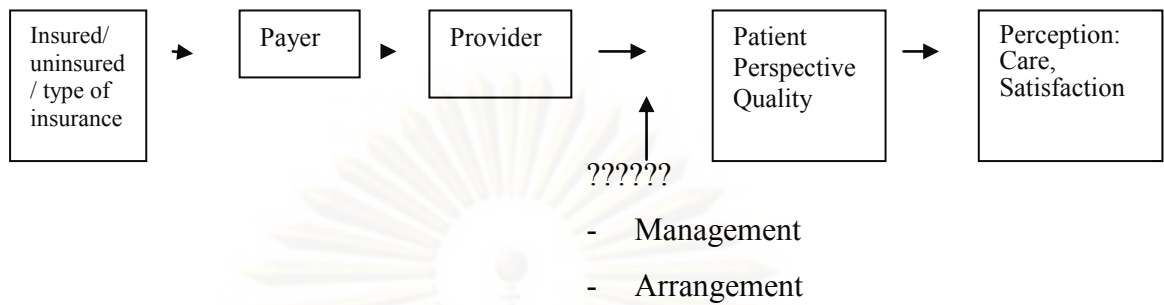 Insured/
uninsured
/ type of
insurance
Payer
Provider
Patient
Perspective
Quality
Perception:
Care,
Satisfaction
??????
- Management
- Arrangement